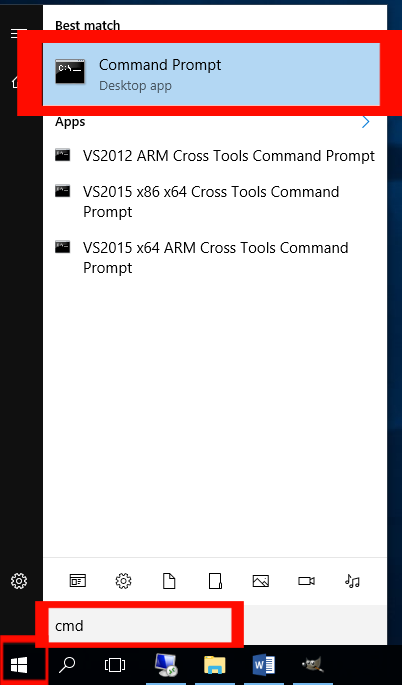 Best match
Command Prompt
Desktop app
Apps
VS2012 ARM Cross Tools Command Prompt
VS2015 x86 x64 Cross Tools Command
Prompt
VS2015 x64 ARM Cross Tools Command
Prompt
cmd